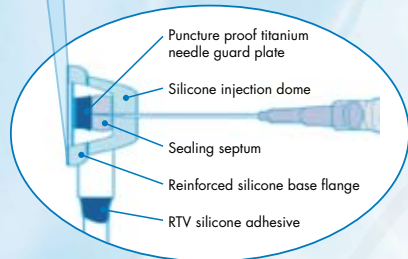 Puncture proof titanium
needle guard plate
Silicone injection dome
Sealing septum
Reinforced silicone base flange
RTV silicone adhesive